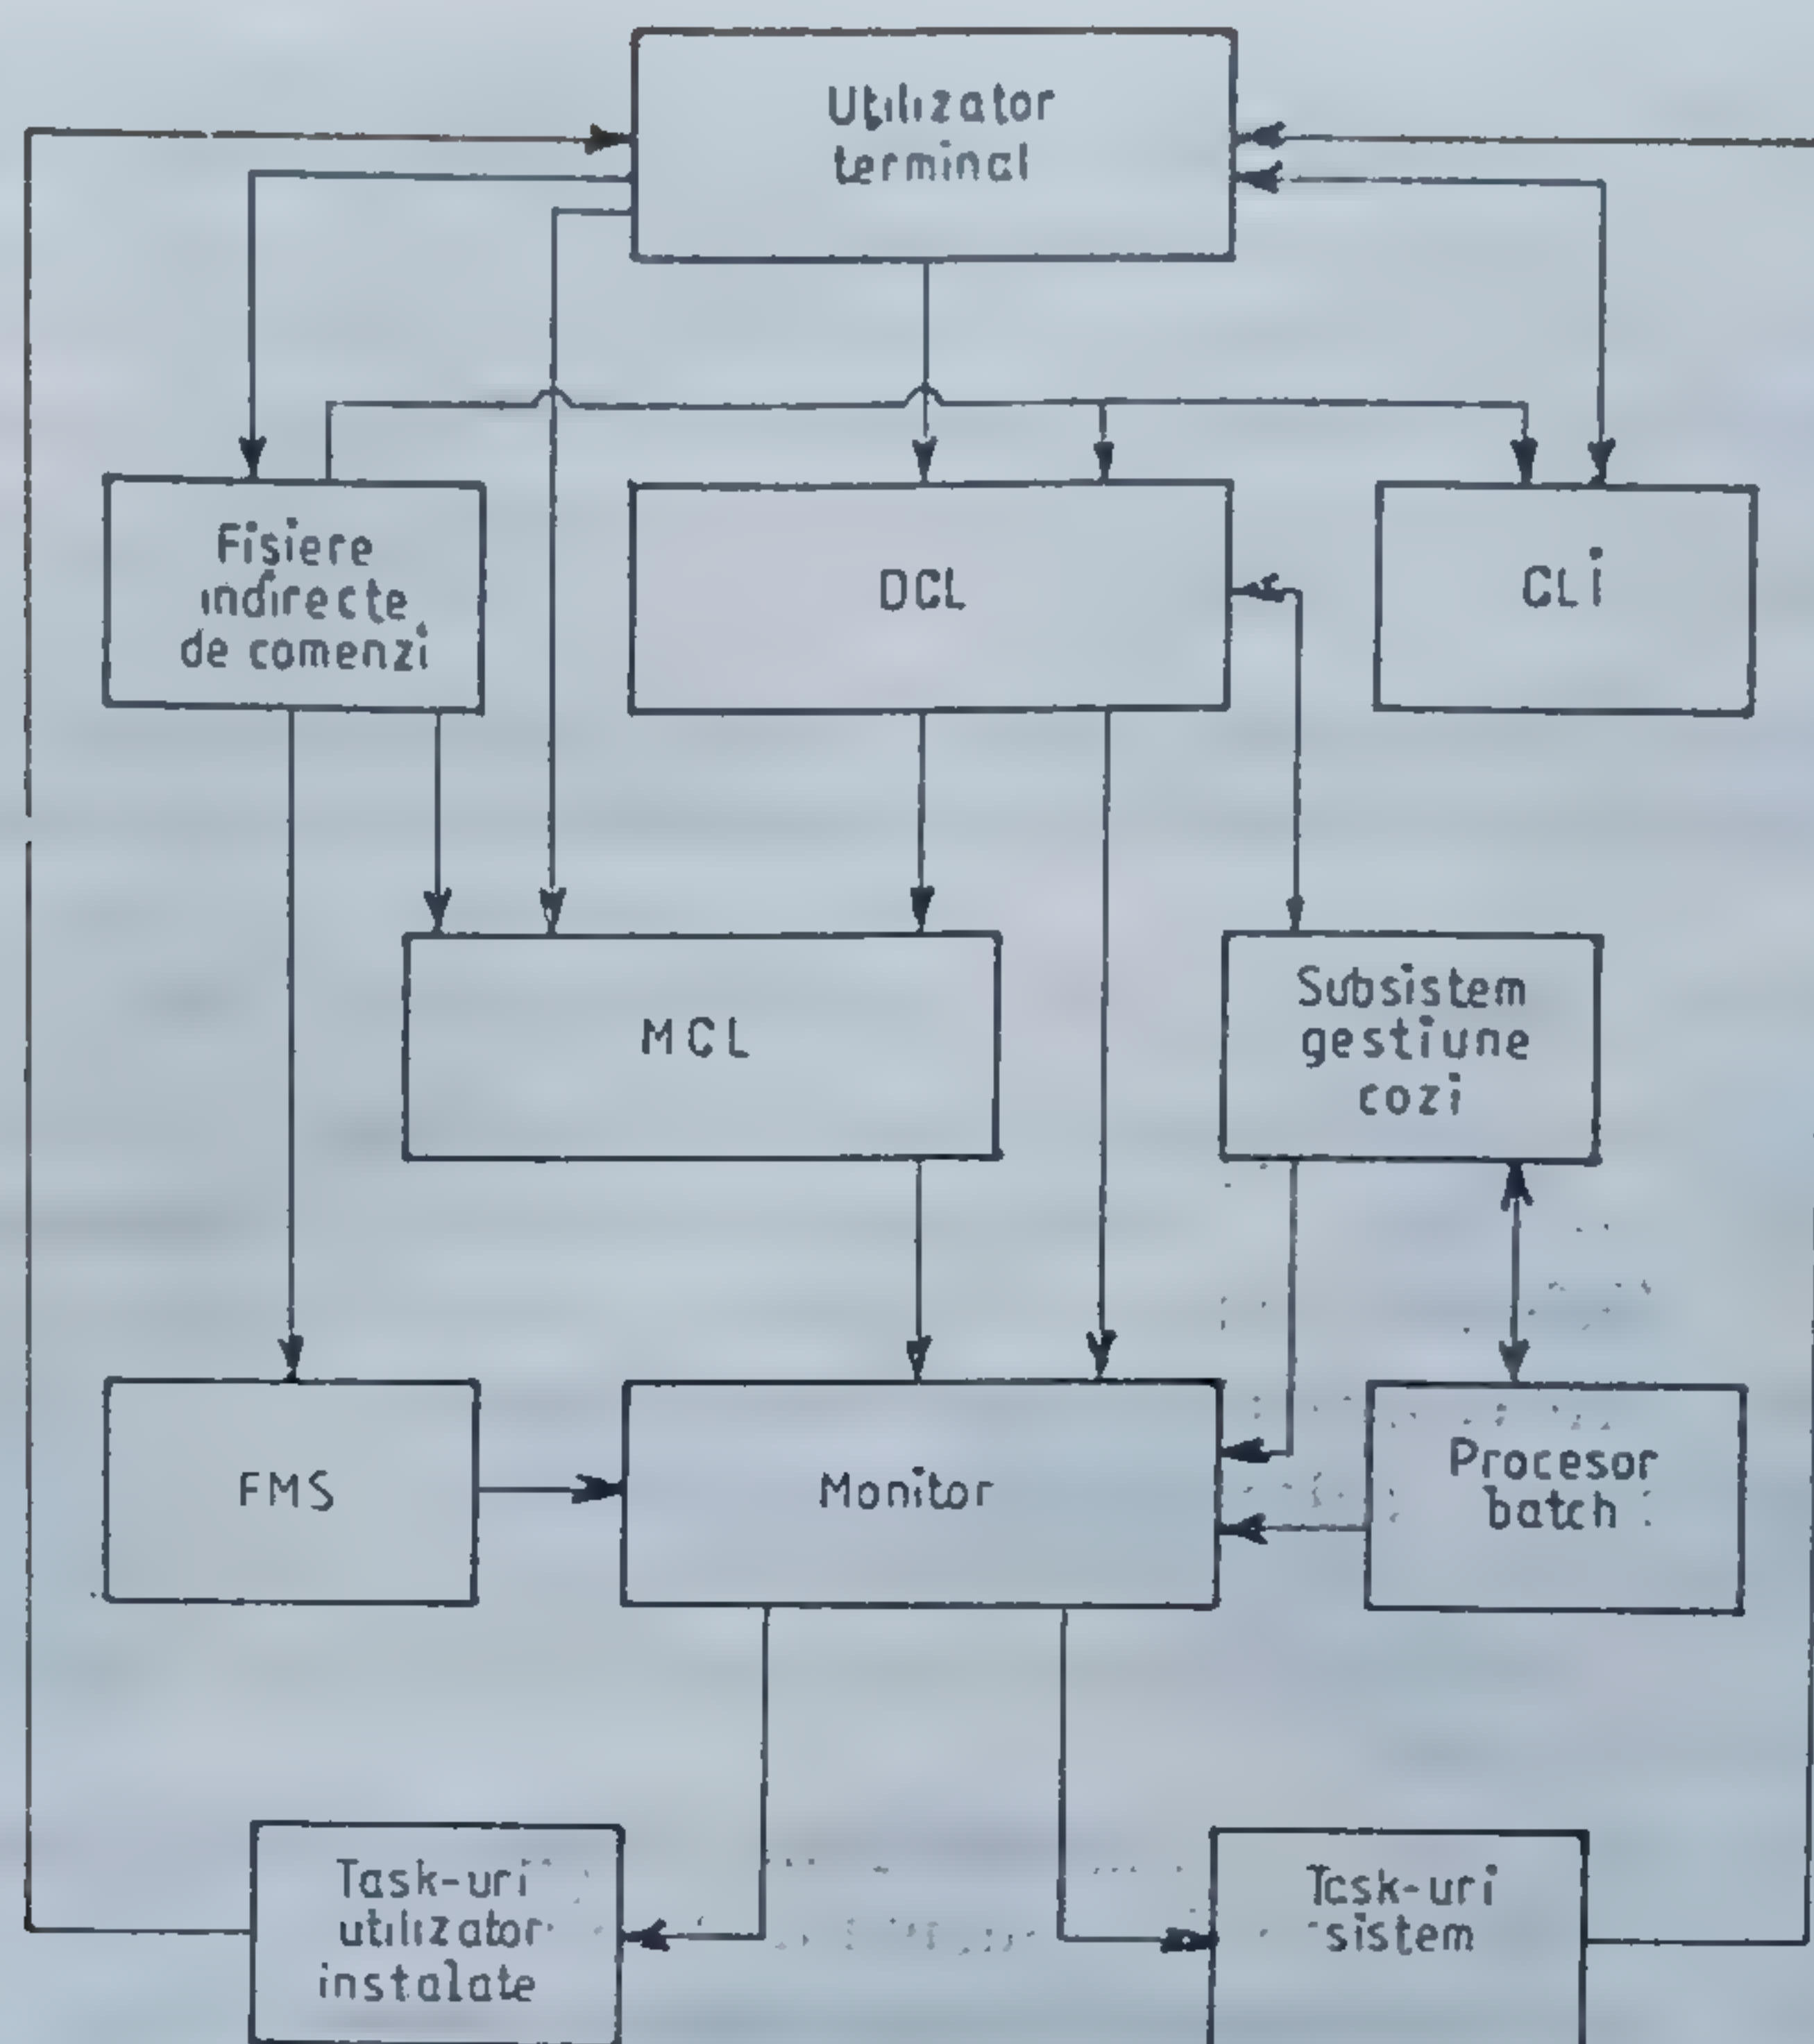 Utilizator
terminal
Fisiere
indirecte
de comenzi
DCL
CLI
MCL
Subsistem
gestiune
cozi
FMS
Monitor
Procesor
batch
Task-uri
utilizator
instalate
Task-uri
sistem